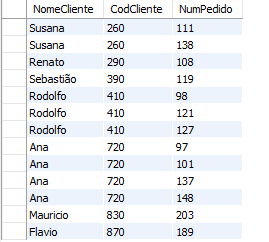 NomeCliente CodCliente NumPedido
Susana 260 111
Susana 260 138
Renato 290 108
Sebastião 390 119
Rodolfo 410 98
Rodolfo 410 121
Rodolfo 410 127
Ana 720 97
Ana 720 101
Ana 720 137
Ana 720 148
Mauricio 830 203
Flavio 870 189